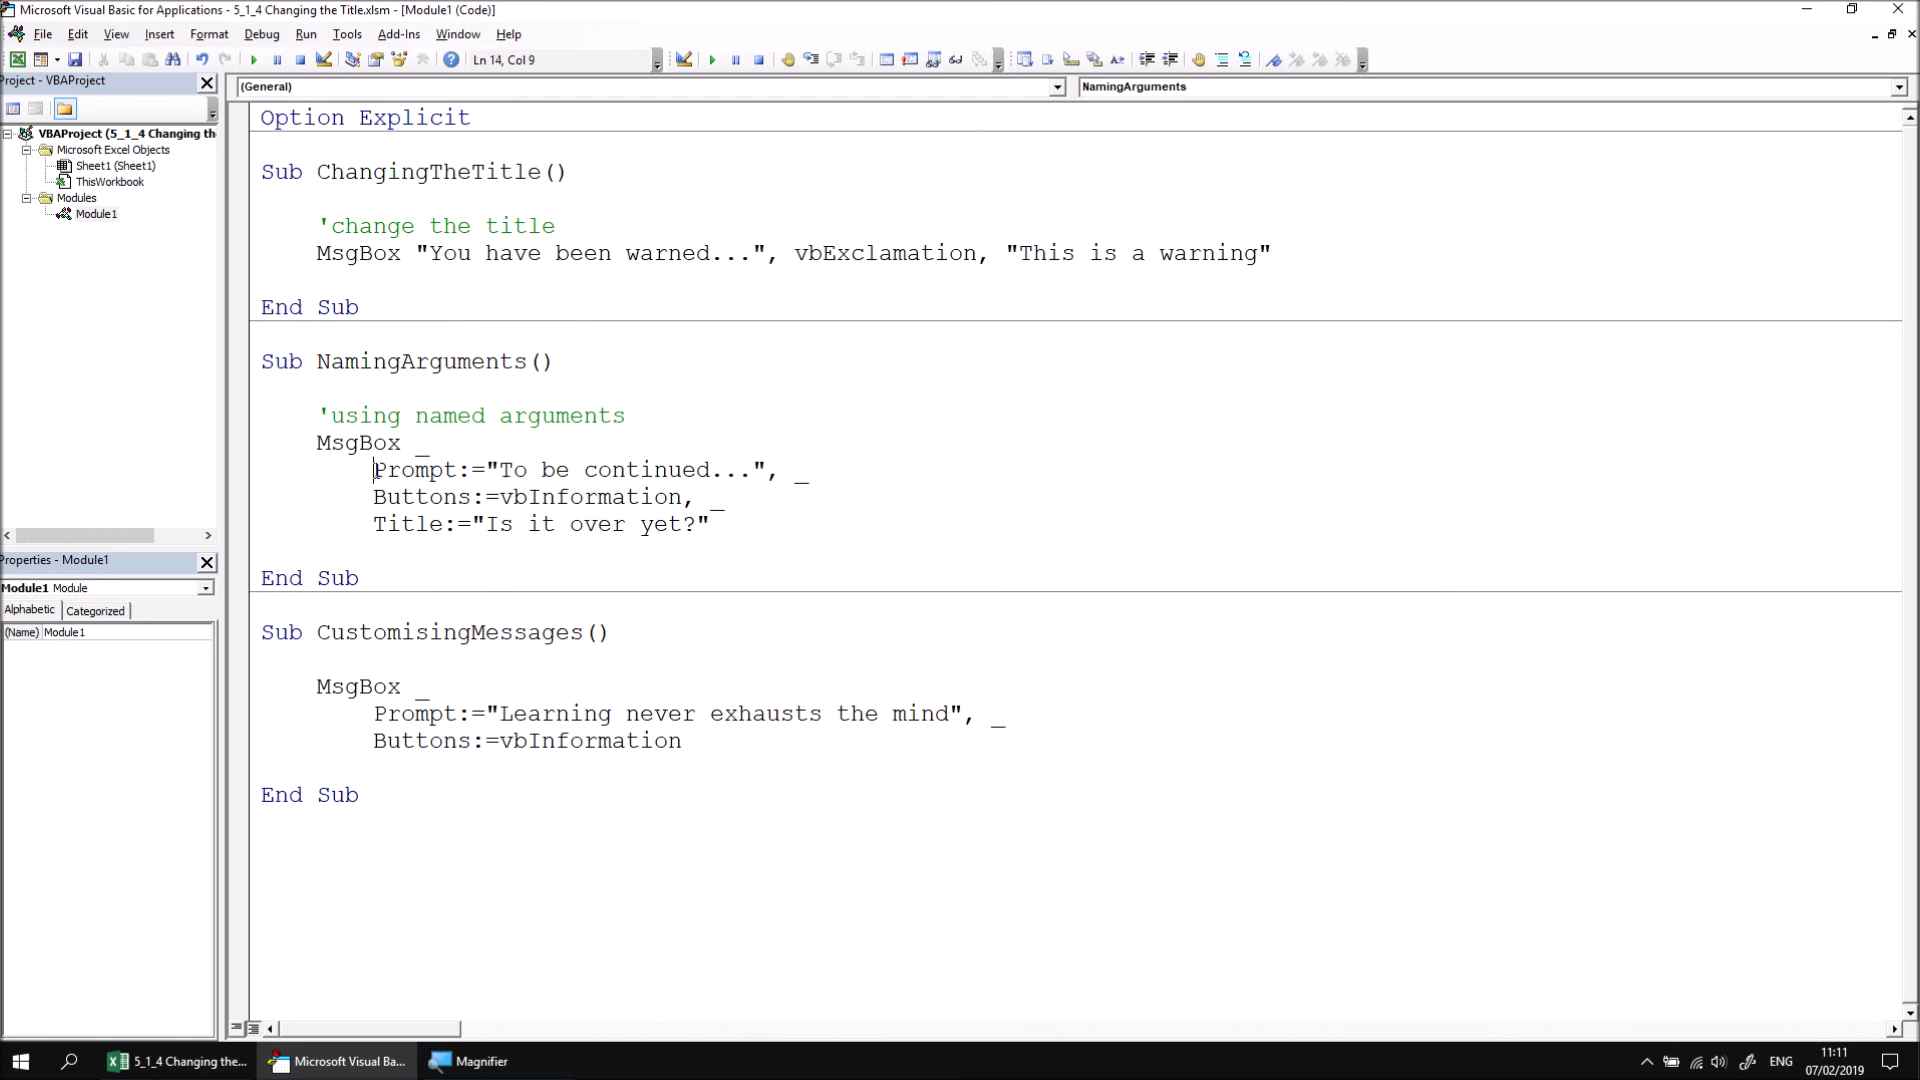 Microsoft Visual Basic for Applications - 5_1_4 Changing the Title.xlsm - [Module1 (Code)]
File Edit View Insert Format Debug Run Tools Add-Ins Window Help
Ln 14, Col 9
Project - VBAProject
(General)
NamingArguments
VBAProject (5_1_4 Changing the
Microsoft Excel Objects
Sheet1 (Sheet1)
ThisWorkbook
Modules
Module1
Properties - Module1
Module1 Module
Alphabetic Categorized
(Name) Module1
Option Explicit
Sub ChangingTheTitle()
'change the title
MsgBox "You have been warned...", vbExclamation, "This is a warning"
End Sub
Sub NamingArguments()
'using named arguments
MsgBox _
Prompt:="To be continued...", _
Buttons:=vbInformation, _
Title:="Is it over yet?"
End Sub
Sub CustomisingMessages()
MsgBox _
Prompt:="Learning never exhausts the mind", _
Buttons:=vbInformation
End Sub
5_1_4 Changing the...
Microsoft Visual Ba...
Magnifier
ENG
11:11
07/02/2019